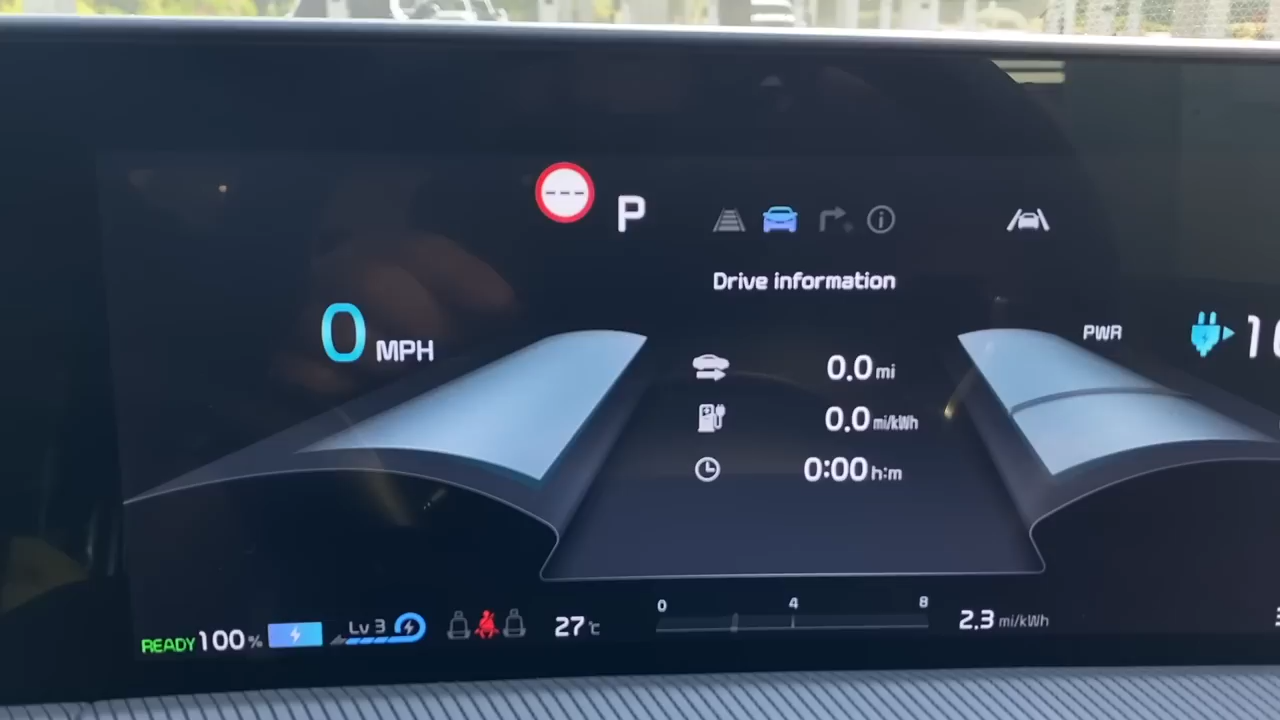 ---
P
Drive information
0 MPH
PWR
0.0 mi
0.0 mi/kWh
0:00 h:m
0 4 8
READY 100 % Lv 3 27°C 2.3 mi/kWh